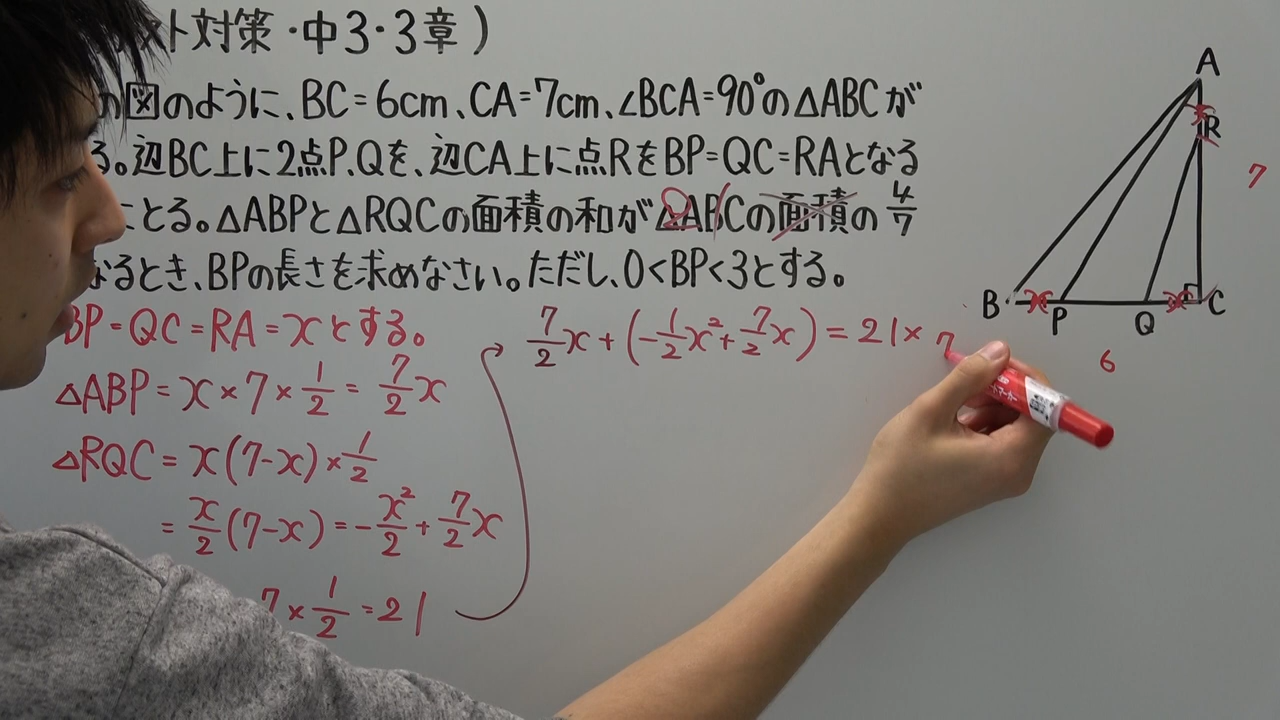 スト対策・中3・3章)
の図のように、BC=6cm、CA=7cm、∠BCA=90°の△ABCが
る。辺BC上に2点P、Qを、辺CA上に点RをBP=QC=RAとなる
にとる。△ABPと△RQCの面積の和が△ABCの面積の4/7
なるとき、BPの長さを求めなさい。ただし、0<BP<3とする。
BP=QC=RA=xとする。
△ABP=x×7×1/2=7/2x
△RQC=x(7-x)×1/2
=x/2(7-x)=-x²/2+7/2x
7×1/2=21
7/2x+(-1/2x²+7/2x)=21×
A
R
7
B
x
P
Q
x
C
6